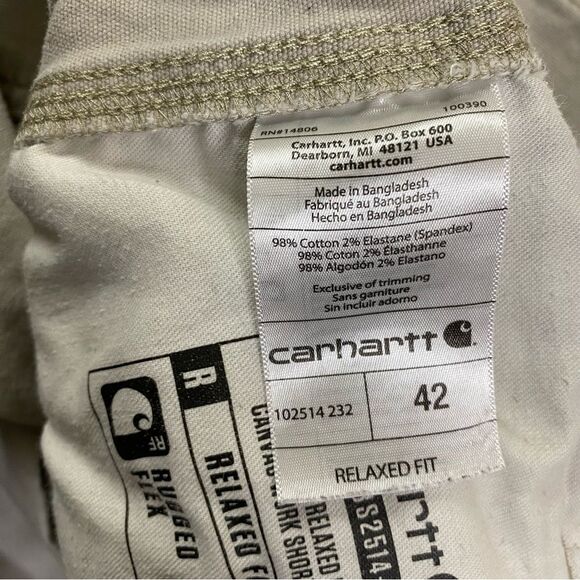 RN#14806 100390
Carhartt, Inc. P.O. Box 600
Dearborn, MI 48121 USA
carhartt.com
Made in Bangladesh
Fabriqué au Bangladesh
Hecho en Bangladesh
98% Cotton 2% Elastane (Spandex)
98% Coton 2% Élasthanne
98% Algodón 2% Elastano
Exclusive of trimming
Sans garniture
Sin incluir adorno
carhartt
102514 232
42
RELAXED FIT
RUGGED
FLEX
R
RELAXED
RELAXED